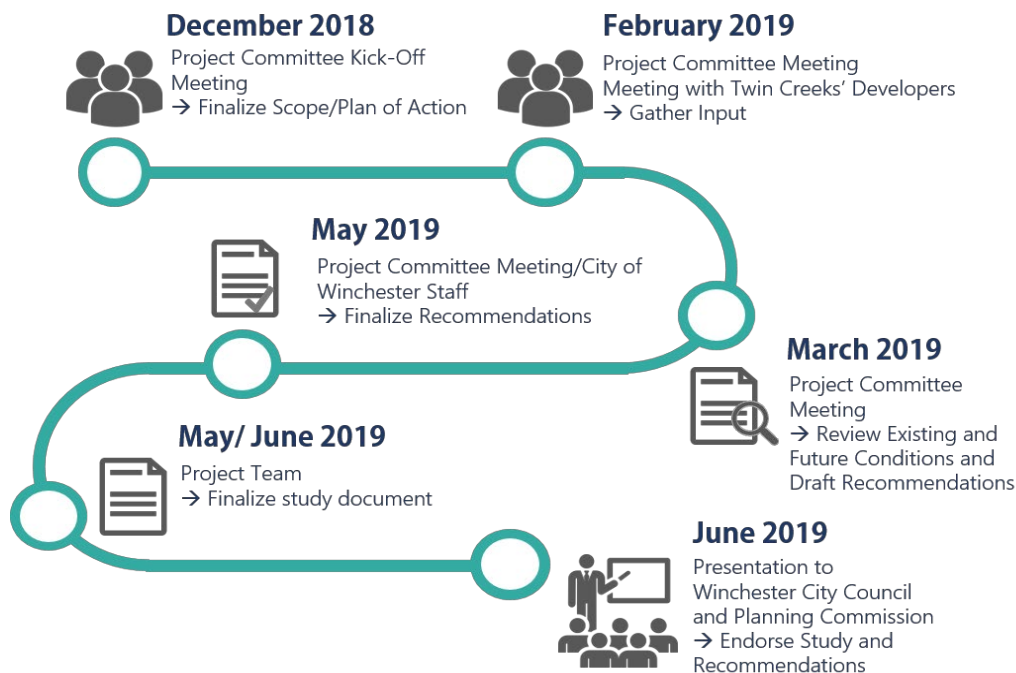 December 2018
Project Committee Kick-Off
Meeting
→ Finalize Scope/Plan of Action
February 2019
Project Committee Meeting
Meeting with Twin Creeks’ Developers
→ Gather Input
March 2019
Project Committee
Meeting
→ Review Existing and
Future Conditions and
Draft Recommendations
May 2019
Project Committee Meeting/City of
Winchester Staff
→ Finalize Recommendations
May/ June 2019
Project Team
→ Finalize study document
June 2019
Presentation to
Winchester City Council
and Planning Commission
→ Endorse Study and
Recommendations